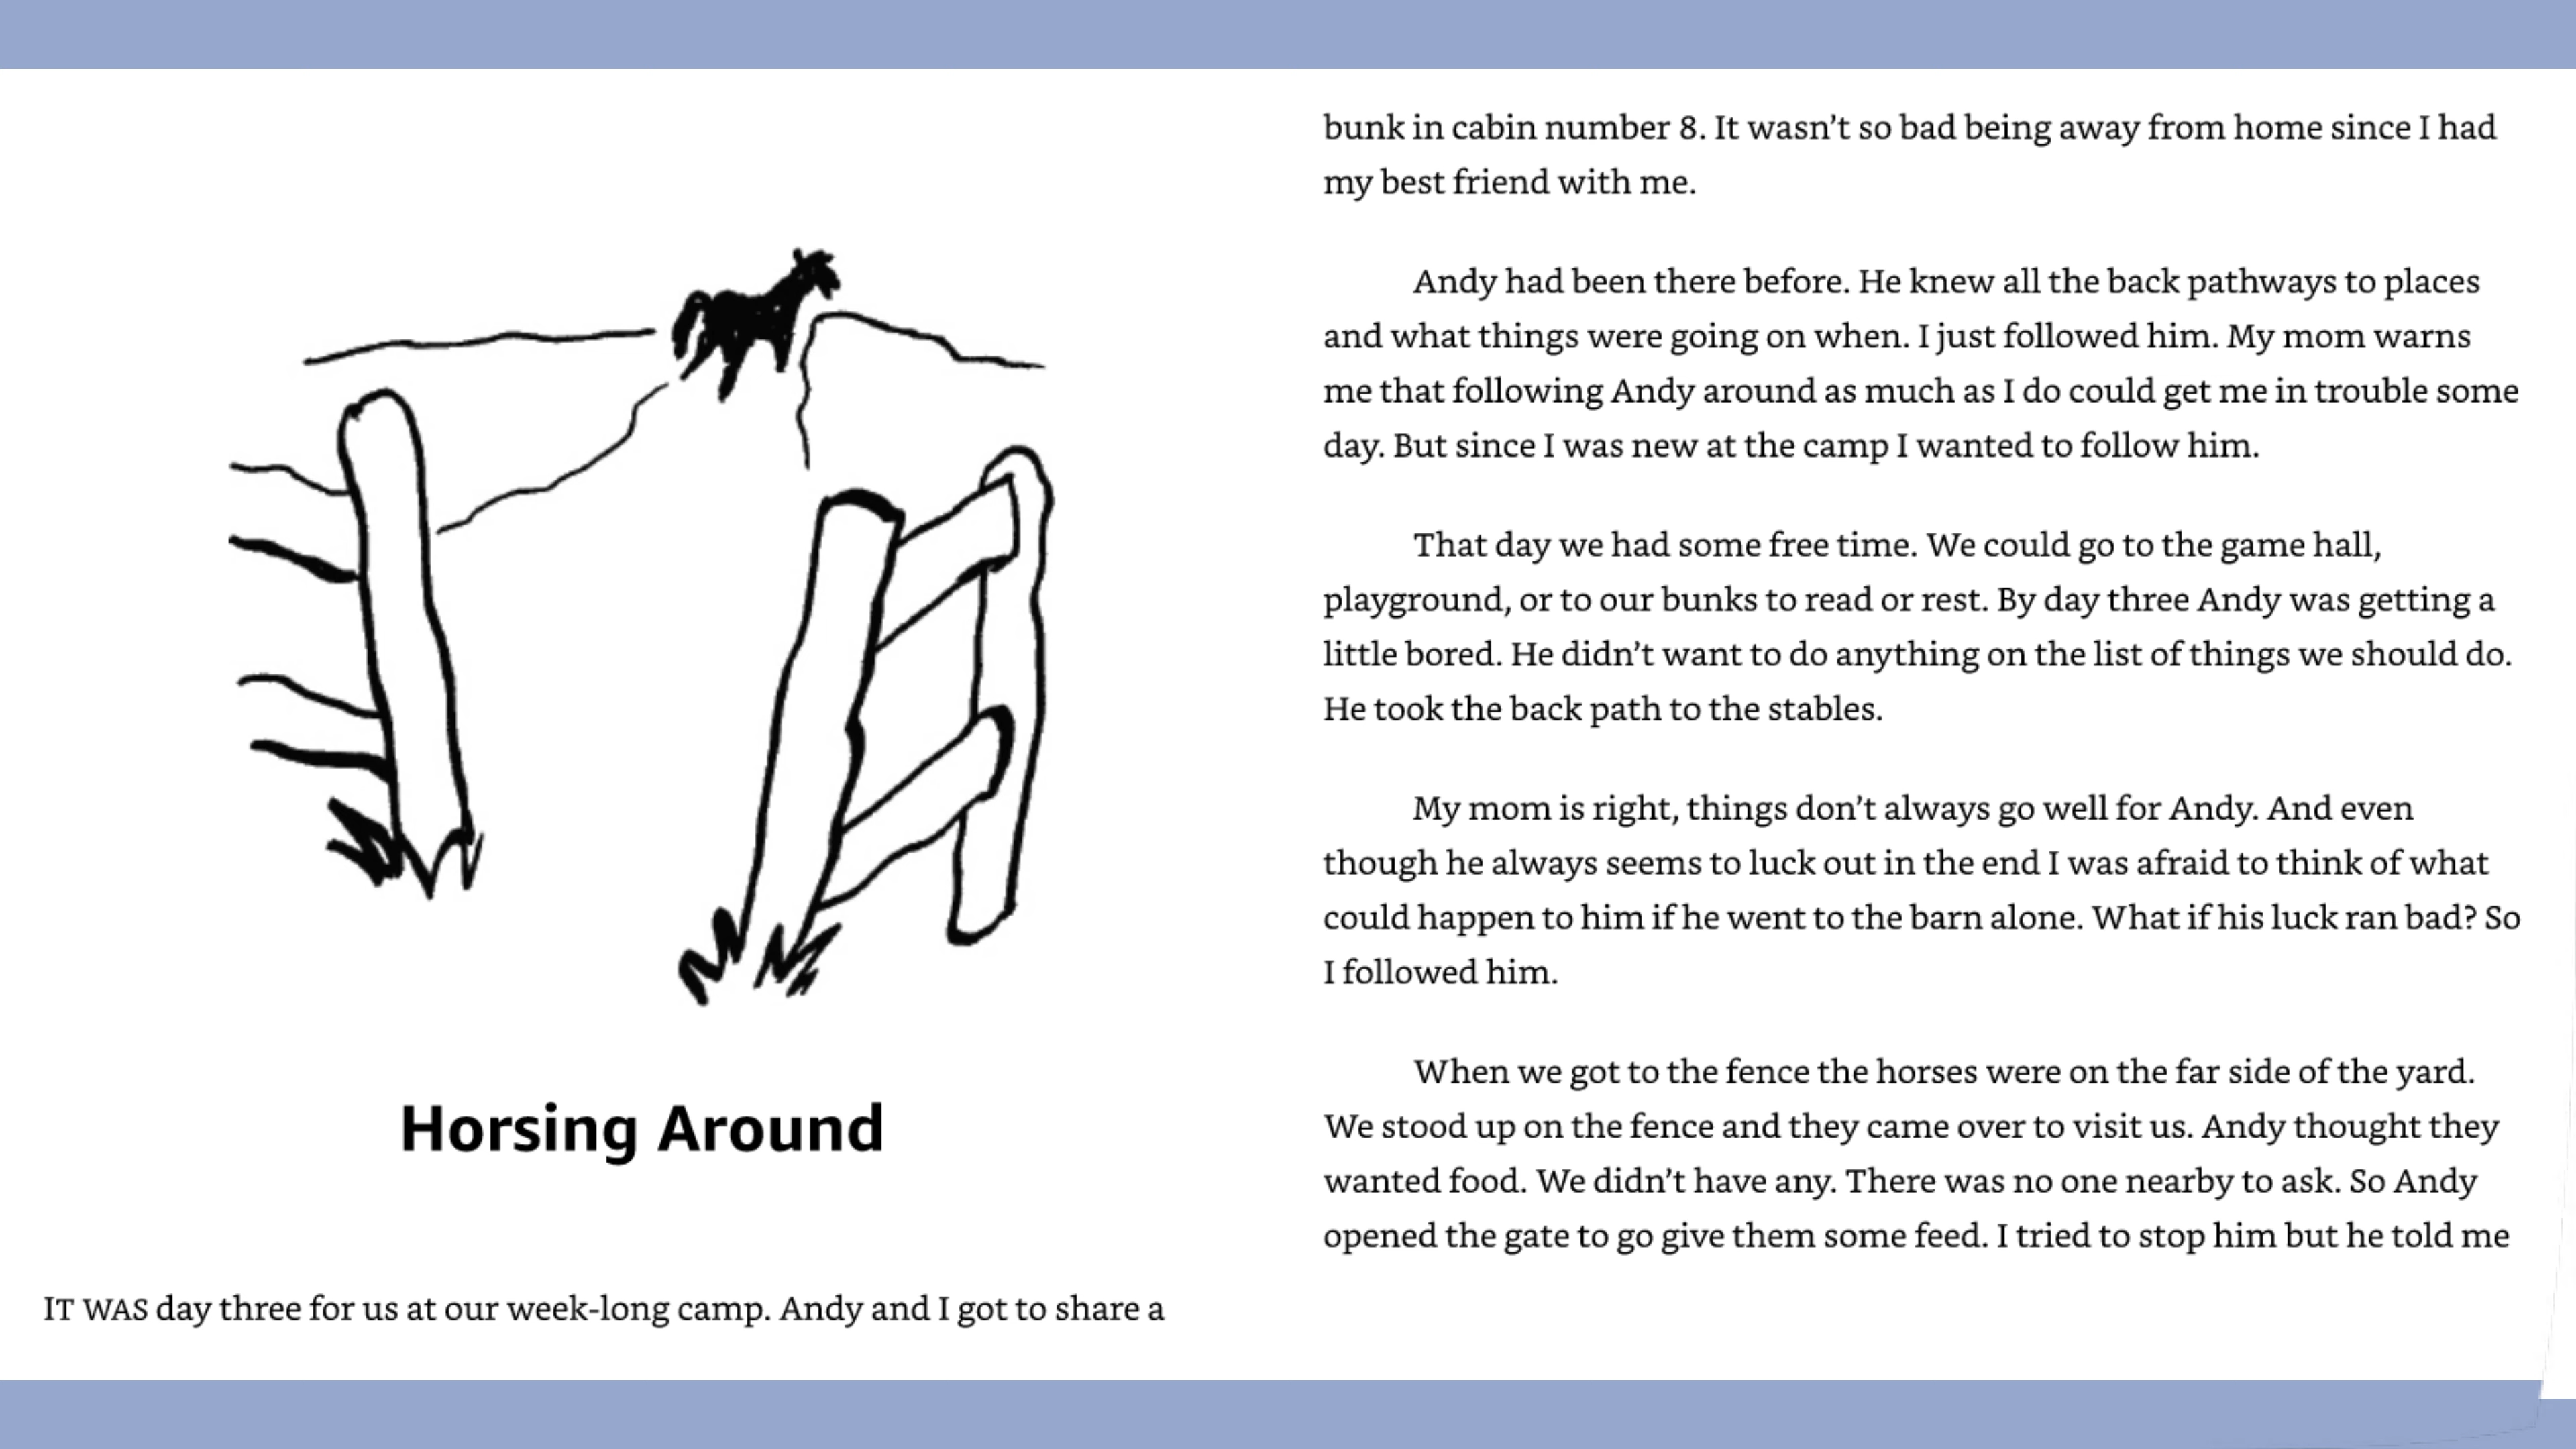 Horsing Around
IT WAS day three for us at our week-long camp. Andy and I got to share a
bunk in cabin number 8. It wasn’t so bad being away from home since I had
my best friend with me.
Andy had been there before. He knew all the back pathways to places
and what things were going on when. I just followed him. My mom warns
me that following Andy around as much as I do could get me in trouble some
day. But since I was new at the camp I wanted to follow him.
That day we had some free time. We could go to the game hall,
playground, or to our bunks to read or rest. By day three Andy was getting a
little bored. He didn’t want to do anything on the list of things we should do.
He took the back path to the stables.
My mom is right, things don’t always go well for Andy. And even
though he always seems to luck out in the end I was afraid to think of what
could happen to him if he went to the barn alone. What if his luck ran bad? So
I followed him.
When we got to the fence the horses were on the far side of the yard.
We stood up on the fence and they came over to visit us. Andy thought they
wanted food. We didn’t have any. There was no one nearby to ask. So Andy
opened the gate to go give them some feed. I tried to stop him but he told me